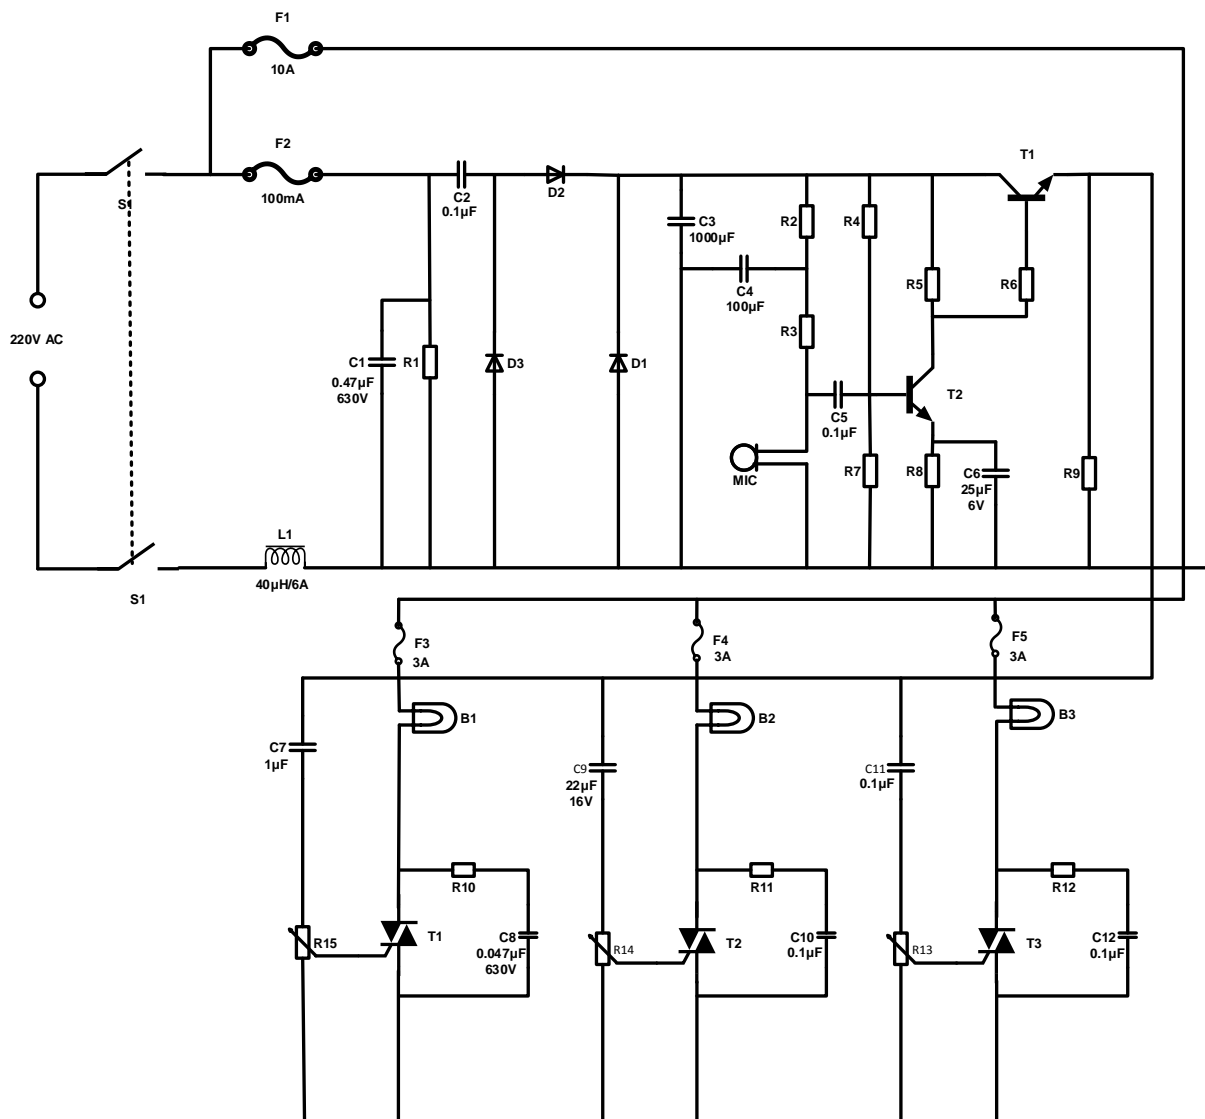 F1
10A
F2
100mA
S1
220V AC
C2
0.1µF
D2
T1
C3
1000µF
R2
R4
C4
100µF
R5
R6
R3
C1
0.47µF
630V
R1
D3
D1
C5
0.1µF
T2
MIC
R7
R8
C6
25µF
6V
R9
L1
40µH/6A
S1
F3
3A
F4
3A
F5
3A
B1
B2
B3
C7
1µF
C9
22µF
16V
C11
0.1µF
R10
R11
R12
R15
T1
C8
0.047µF
630V
R14
T2
C10
0.1µF
R13
T3
C12
0.1µF